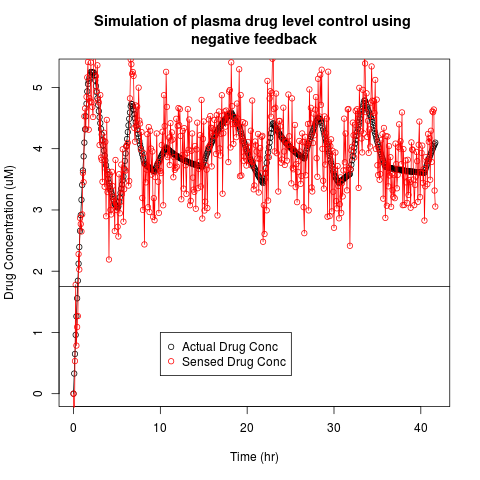 Simulation of plasma drug level control using
negative feedback
Drug Concentration (uM)
5
4
3
2
1
0
Actual Drug Conc
Sensed Drug Conc
0 10 20 30 40
Time (hr)